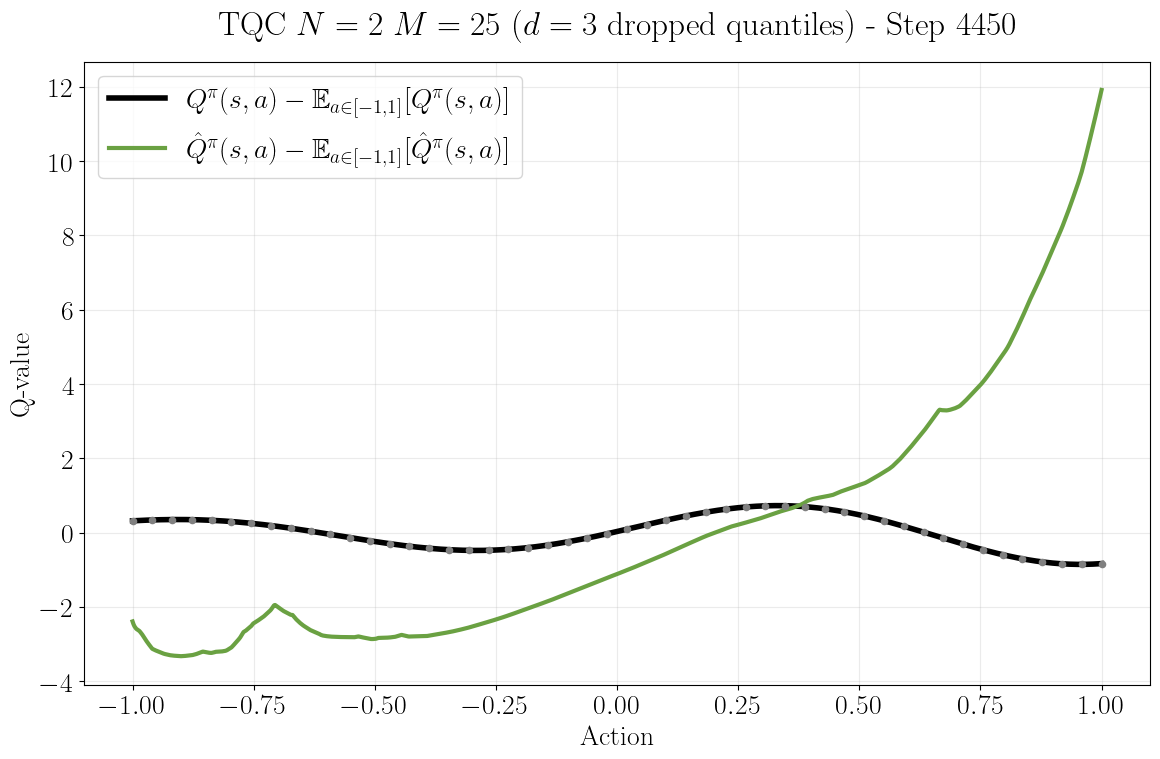 TQC N = 2 M = 25 (d = 3 dropped quantiles) - Step 4450
Q^π(s, a) − 𝔼_{a∈[−1,1]}[Q^π(s, a)]
Q̂^π(s, a) − 𝔼_{a∈[−1,1]}[Q̂^π(s, a)]
12
10
8
6
4
2
0
−2
−4
Q-value
−1.00 −0.75 −0.50 −0.25 0.00 0.25 0.50 0.75 1.00
Action